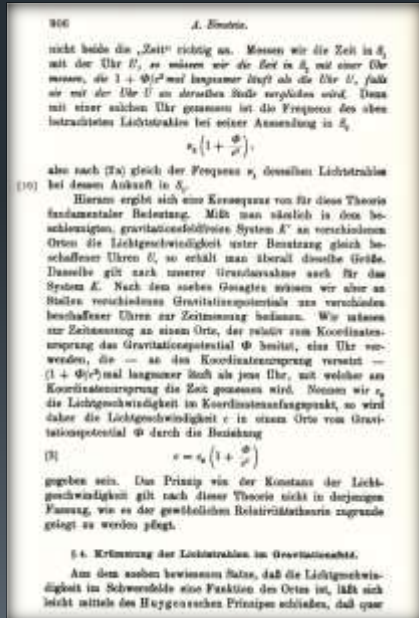 906
A. Einstein.
nicht beide die „Zeit" richtig an. Messen wir die Zeit in S₁
mit der Uhr U, so müssen wir die Zeit in S₂ mit einer Uhr
messen, die 1 + Φ/c² mal langsamer läuft als die Uhr U, falls
sie mit der Uhr U an derselben Stelle verglichen wird. Denn
mit einer solchen Uhr gemessen ist die Frequenz des oben
betrachteten Lichtstrahles bei seiner Aussendung in S₂
ν₂ (1 + Φ/c²),
also nach (2a) gleich der Frequenz ν₁ desselben Lichtstrahles
[10] bei dessen Ankunft in S₁.
Hieraus ergibt sich eine Konsequenz von für diese Theorie
fundamentaler Bedeutung. Mißt man nämlich in dem be-
schleunigten, gravitationsfeldfreien System K' an verschiedenen
Orten die Lichtgeschwindigkeit unter Benutzung gleich be-
schaffener Uhren U, so erhält man überall dieselbe Größe.
Dasselbe gilt nach unserer Grundannahme auch für das
System K. Nach dem soeben Gesagten müssen wir aber an
Stellen verschiedenen Gravitationspotentials uns verschieden
beschaffener Uhren zur Zeitmessung bedienen. Wir müssen
zur Zeitmessung an einem Orte, der relativ zum Koordinaten-
ursprung das Gravitationspotential Φ besitzt, eine Uhr ver-
wenden, die — an den Koordinatenursprung versetzt —
(1 + Φ/c²) mal langsamer läuft als jene Uhr, mit welcher am
Koordinatenursprung die Zeit gemessen wird. Nennen wir c₀
die Lichtgeschwindigkeit im Koordinatenanfangspunkt, so wird
daher die Lichtgeschwindigkeit c in einem Orte vom Gravi-
tationspotential Φ durch die Beziehung
(3) c = c₀ (1 + Φ/c²)
gegeben sein. Das Prinzip von der Konstanz der Licht-
geschwindigkeit gilt nach dieser Theorie nicht in derjenigen
Fassung, wie es der gewöhnlichen Relativitätstheorie zugrunde
gelegt zu werden pflegt.
§ 4. Krümmung der Lichtstrahlen im Gravitationsfeld.
Aus dem soeben bewiesenen Satze, daß die Lichtgeschwin-
digkeit im Schwerefelde eine Funktion des Ortes ist, läßt sich
leicht mittels des Huygensschen Prinzipes schließen, daß quer